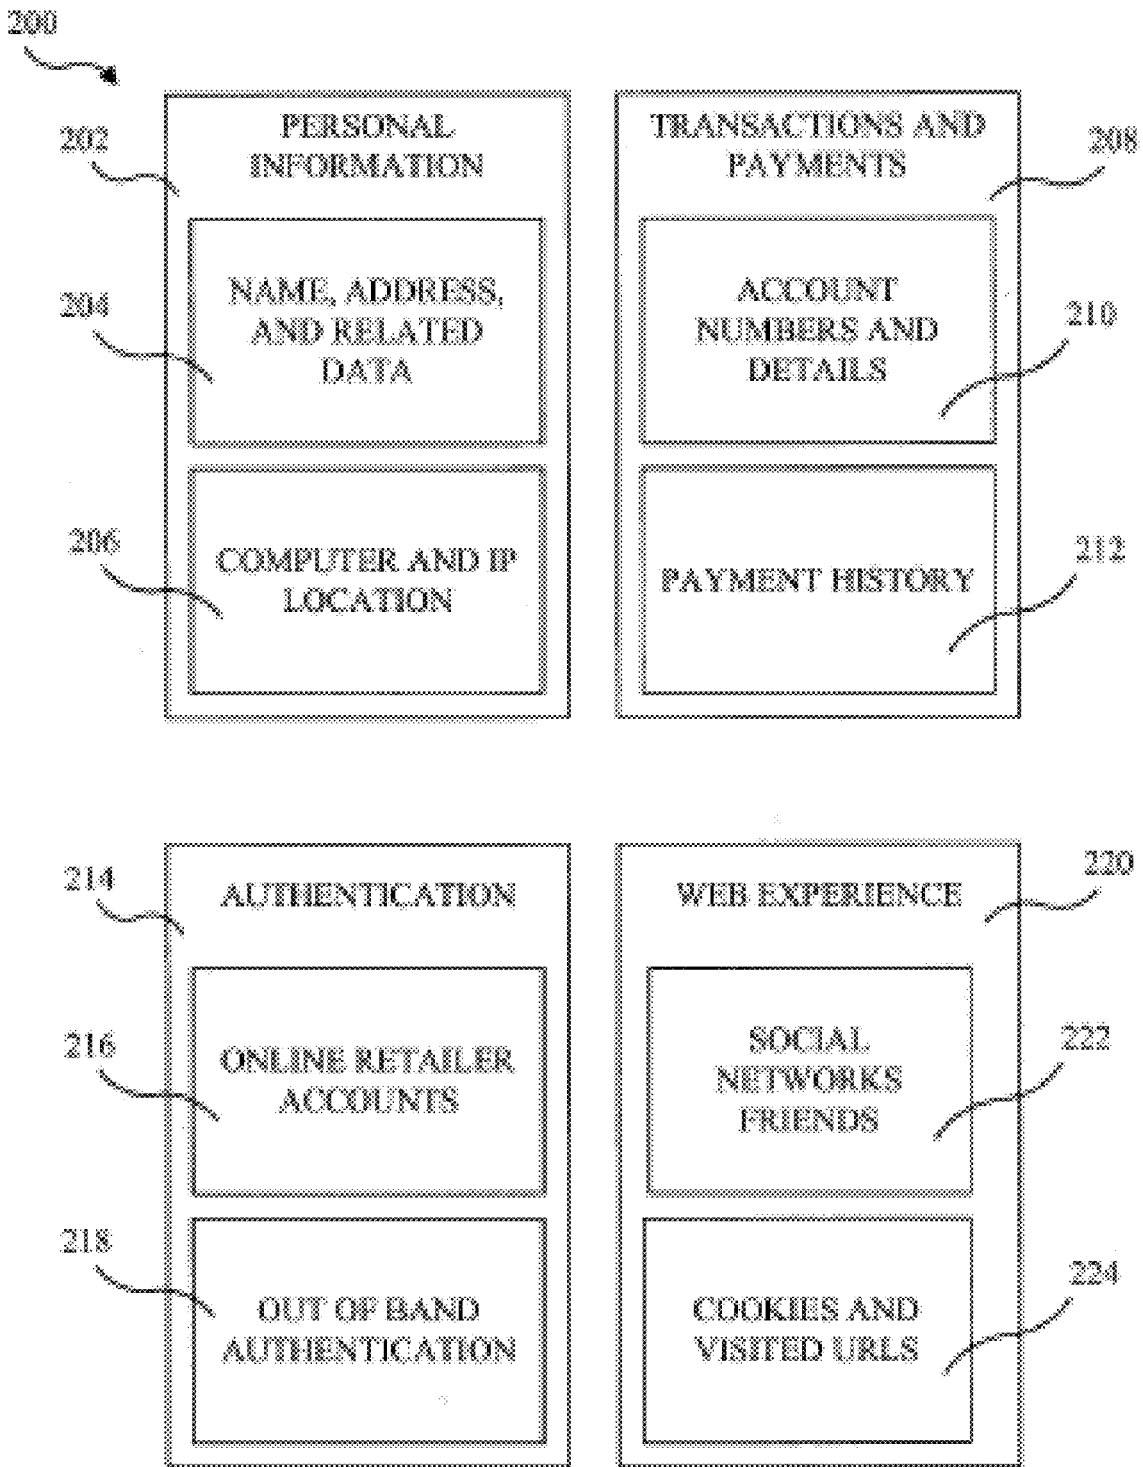 200
202
PERSONAL
INFORMATION
204
NAME, ADDRESS,
AND RELATED
DATA
206
COMPUTER AND IP
LOCATION
TRANSACTIONS AND
PAYMENTS
208
ACCOUNT
NUMBERS AND
DETAILS
210
PAYMENT HISTORY
212
214
AUTHENTICATION
216
ONLINE RETAILER
ACCOUNTS
218
OUT OF BAND
AUTHENTICATION
WEB EXPERIENCE
220
SOCIAL
NETWORKS
FRIENDS
222
COOKIES AND
VISITED URLS
224